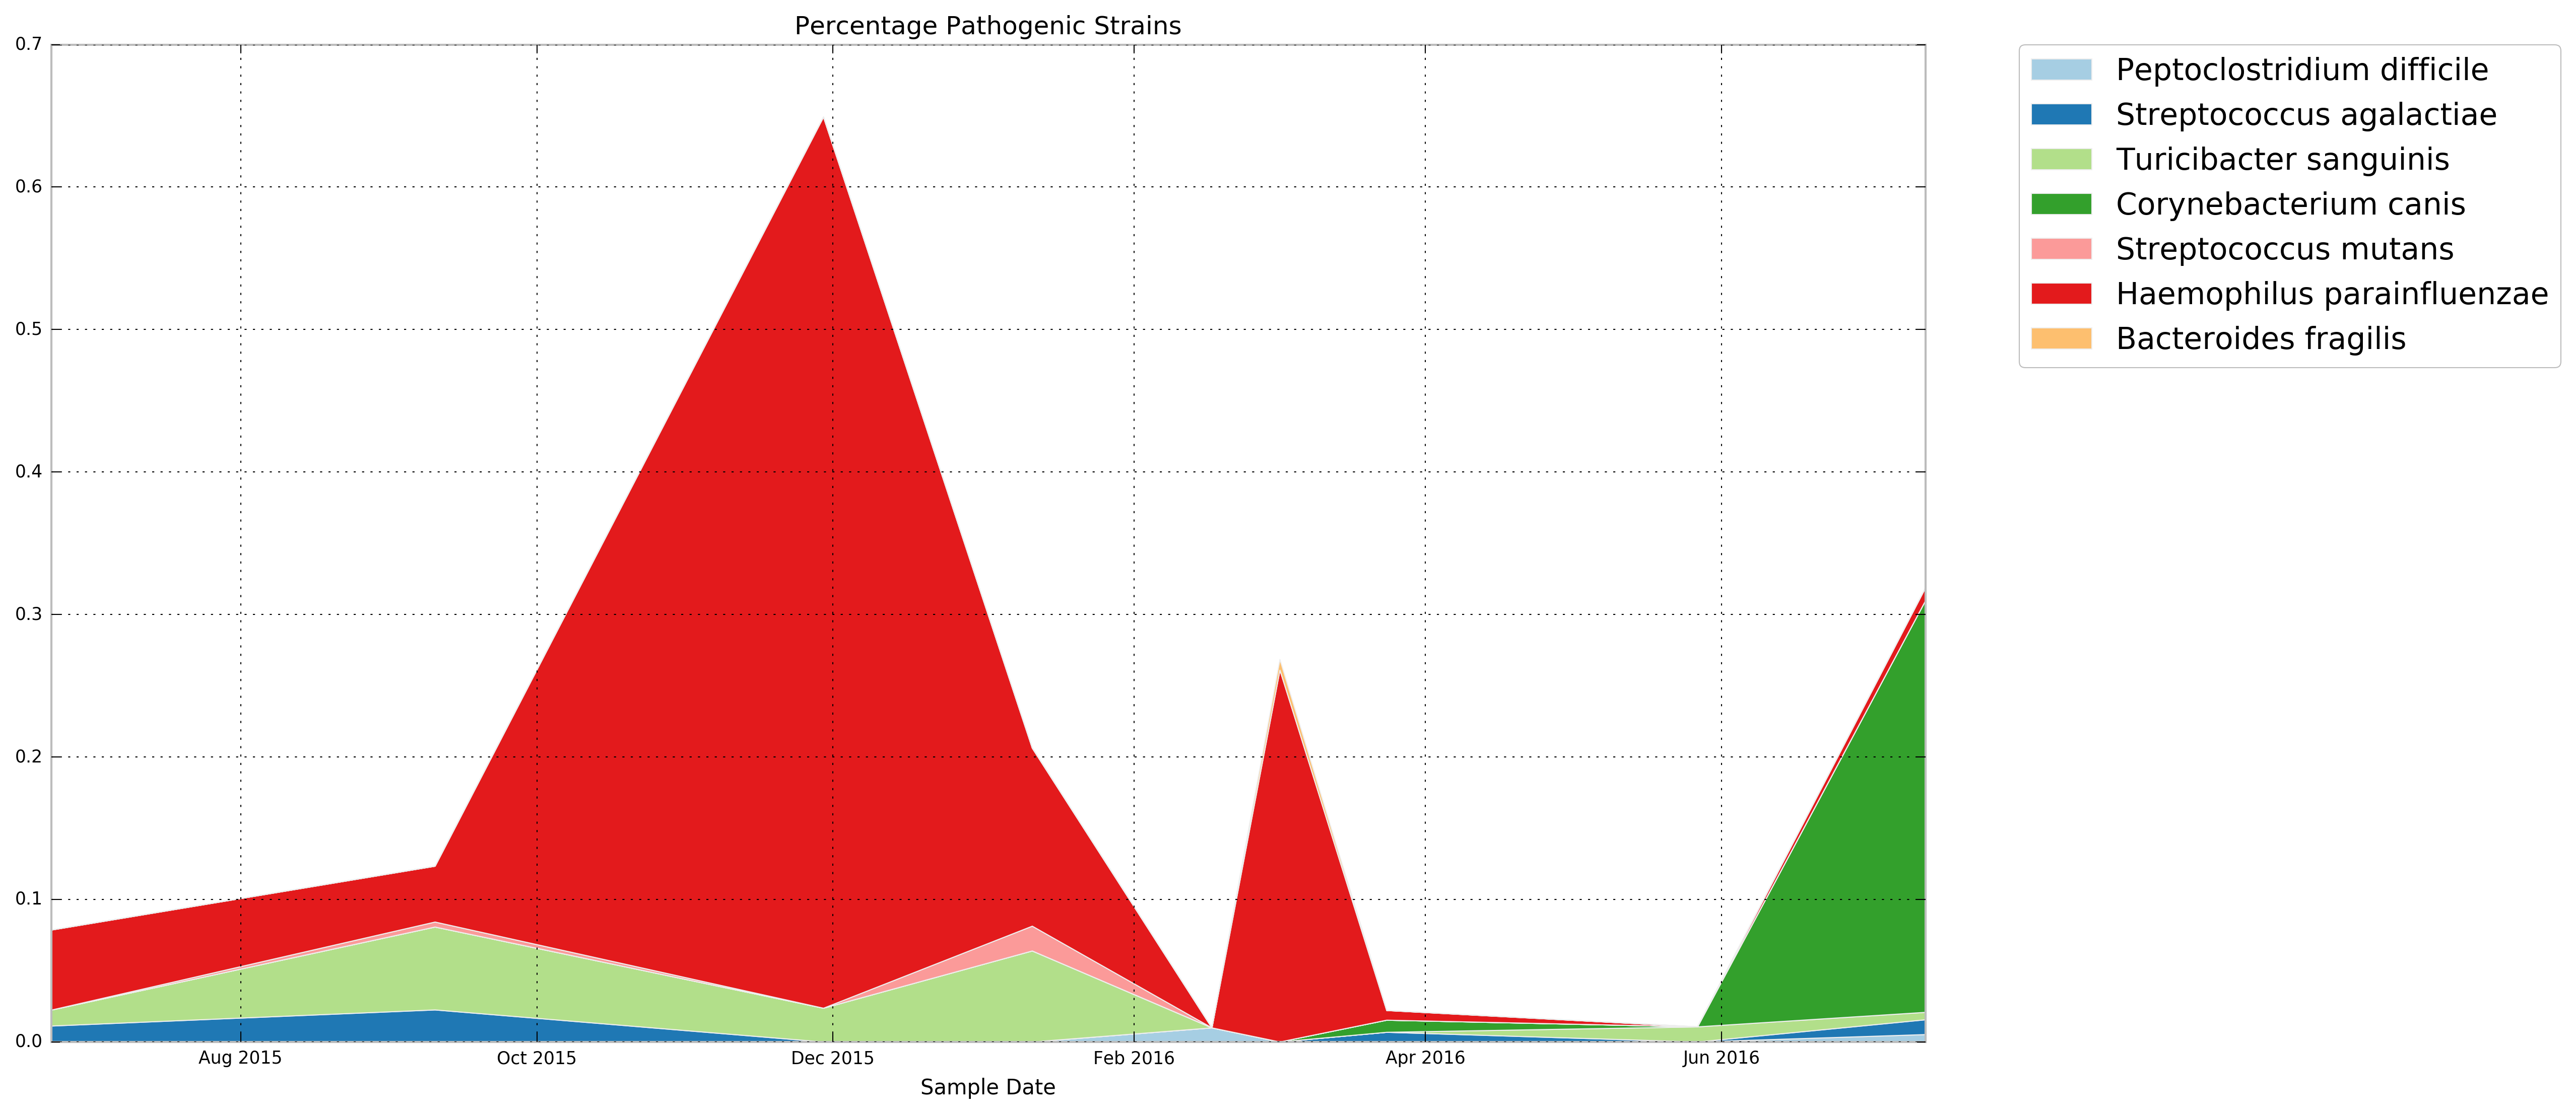 Percentage Pathogenic Strains
0.7
0.6
0.5
0.4
0.3
0.2
0.1
0.0
Aug 2015
Oct 2015
Dec 2015
Feb 2016
Apr 2016
Jun 2016
Sample Date
Peptoclostridium difficile
Streptococcus agalactiae
Turicibacter sanguinis
Corynebacterium canis
Streptococcus mutans
Haemophilus parainfluenzae
Bacteroides fragilis